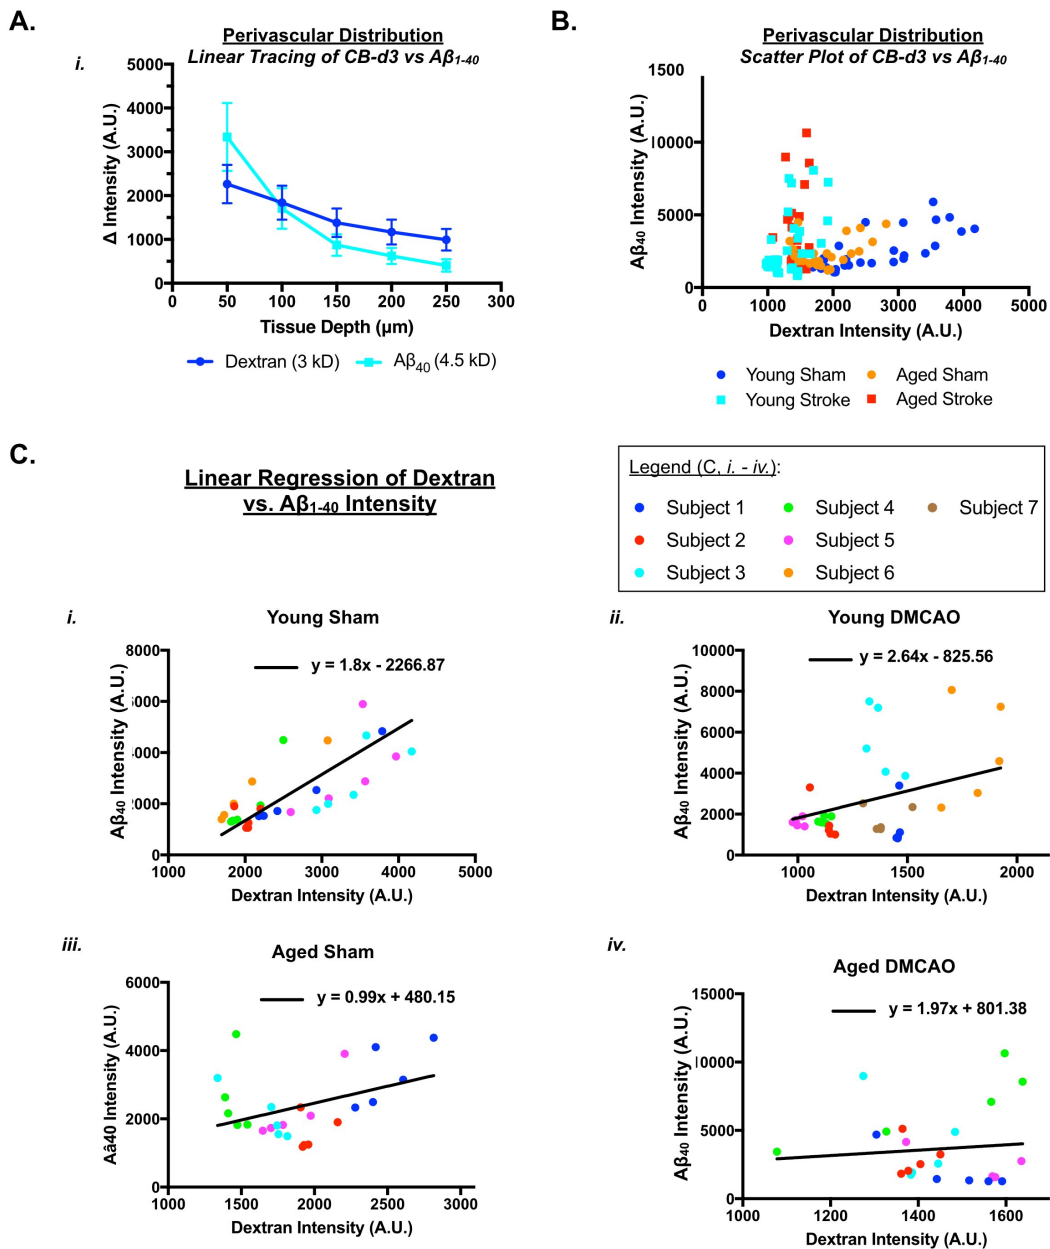 A.
Perivascular Distribution
Linear Tracing of CB-d3 vs Aβ1-40
i.
5000
4000
3000
2000
1000
0
Δ Intensity (A.U.)
0 50 100 150 200 250 300
Tissue Depth (µm)
Dextran (3 kD) Aβ40 (4.5 kD)
B.
Perivascular Distribution
Scatter Plot of CB-d3 vs Aβ1-40
1500
10000
5000
0
Aβ40 Intensity (A.U.)
0 1000 2000 3000 4000 5000
Dextran Intensity (A.U.)
Young Sham Aged Sham
Young Stroke Aged Stroke
C.
Linear Regression of Dextran
vs. Aβ1-40 Intensity
Legend (C, i. - iv.):
Subject 1 Subject 4 Subject 7
Subject 2 Subject 5
Subject 3 Subject 6
i.
Young Sham
y = 1.8x - 2266.87
8000
6000
4000
2000
0
Aβ40 Intensity (A.U.)
1000 2000 3000 4000 5000
Dextran Intensity (A.U.)
ii.
Young DMCAO
y = 2.64x - 825.56
10000
8000
6000
4000
2000
0
Aβ40 Intensity (A.U.)
1000 1500 2000
Dextran Intensity (A.U.)
iii.
Aged Sham
y = 0.99x + 480.15
6000
4000
2000
0
Aâ40 Intensity (A.U.)
1000 1500 2000 2500 3000
Dextran Intensity (A.U.)
iv.
Aged DMCAO
y = 1.97x + 801.38
15000
10000
5000
0
Aβ40 Intensity (A.U.)
1000 1200 1400 1600
Dextran Intensity (A.U.)